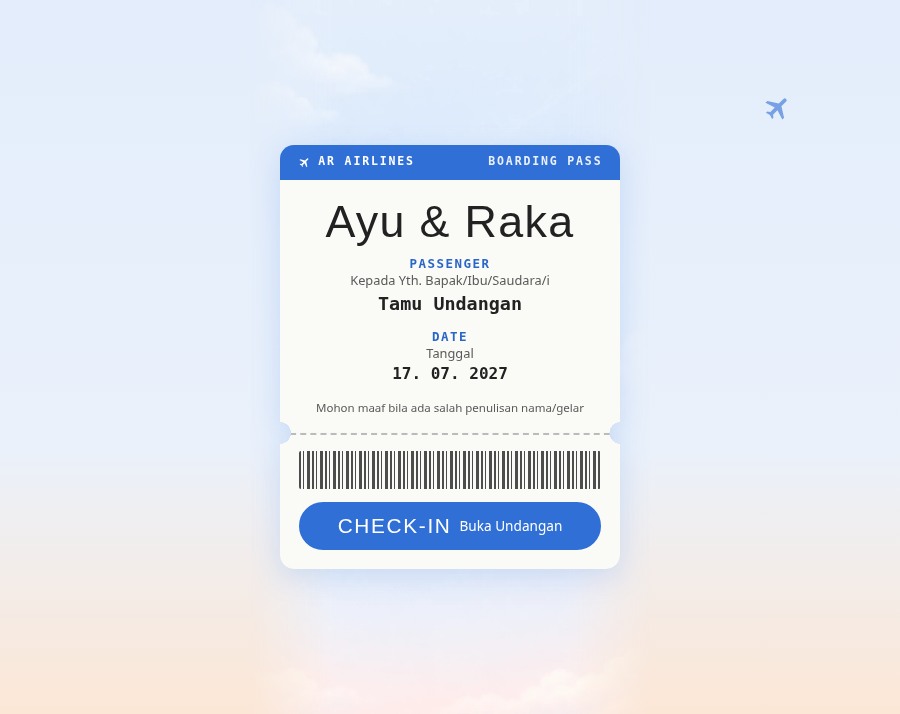 AR AIRLINES BOARDING PASS
Ayu & Raka
PASSENGER
Kepada Yth. Bapak/Ibu/Saudara/i
Tamu Undangan
DATE
Tanggal
17. 07. 2027
Mohon maaf bila ada salah penulisan nama/gelar
CHECK-IN Buka Undangan